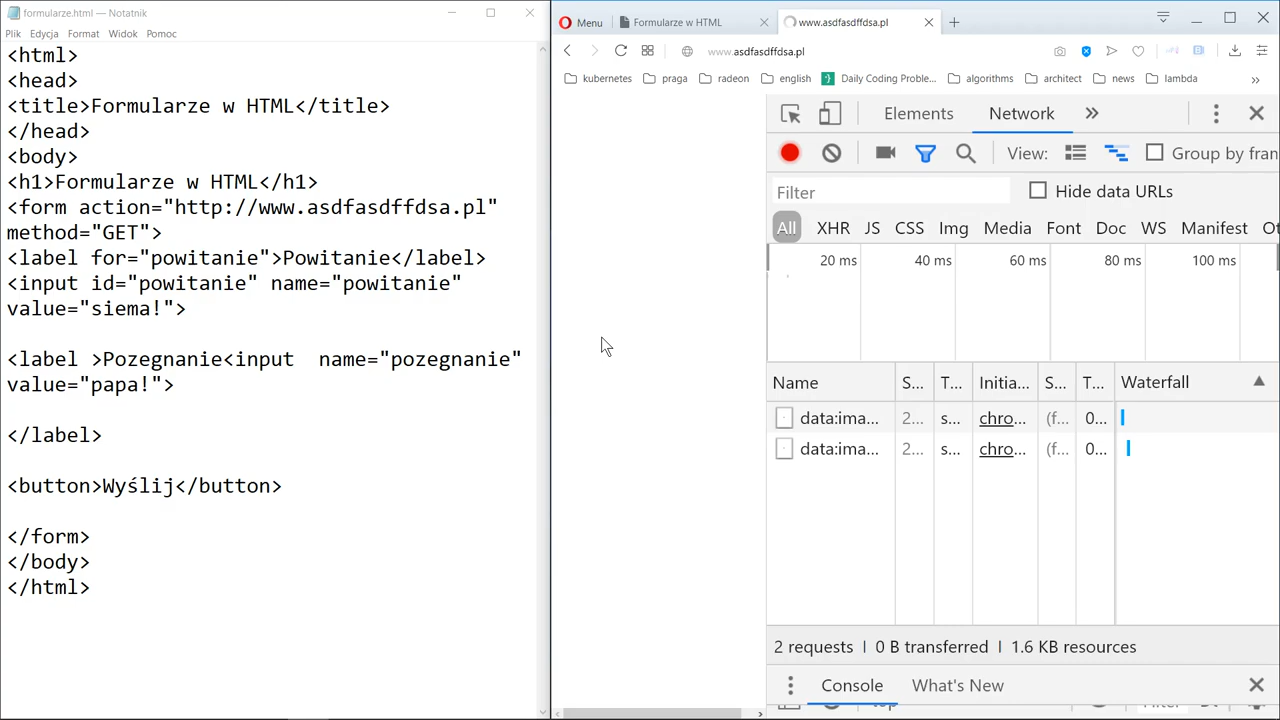 formularze.html — Notatnik
Plik Edycja Format Widok Pomoc
<html>
<head>
<title>Formularze w HTML</title>
</head>
<body>
<h1>Formularze w HTML</h1>
<form action="http://www.asdfasdffdsa.pl"
method="GET">
<label for="powitanie">Powitanie</label>
<input id="powitanie" name="powitanie"
value="siema!">
<label >Pozegnanie<input  name="pozegnanie"
value="papa!">
</label>
<button>Wyślij</button>
</form>
</body>
</html>
Menu Formularze w HTML www.asdfasdffdsa.pl
www.asdfasdffdsa.pl
kubernetes praga radeon english Daily Coding Proble... algorithms architect news lambda
Elements Network
View: Group by fran
Filter Hide data URLs
All XHR JS CSS Img Media Font Doc WS Manifest Ot
20 ms 40 ms 60 ms 80 ms 100 ms
Name S... T... Initia... S... T... Waterfall
data:ima... 2... s... chro... (f... 0...
data:ima... 2... s... chro... (f... 0...
2 requests 0 B transferred 1.6 KB resources
Console What's New